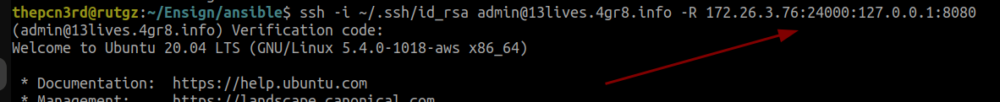 thepcn3rd@rutgz:~/Ensign/ansible$ ssh -i ~/.ssh/id_rsa admin@13lives.4gr8.info -R 172.26.3.76:24000:127.0.0.1:8080
(admin@13lives.4gr8.info) Verification code:
Welcome to Ubuntu 20.04 LTS (GNU/Linux 5.4.0-1018-aws x86_64)
* Documentation: https://help.ubuntu.com
* Management: https://landscape.canonical.com